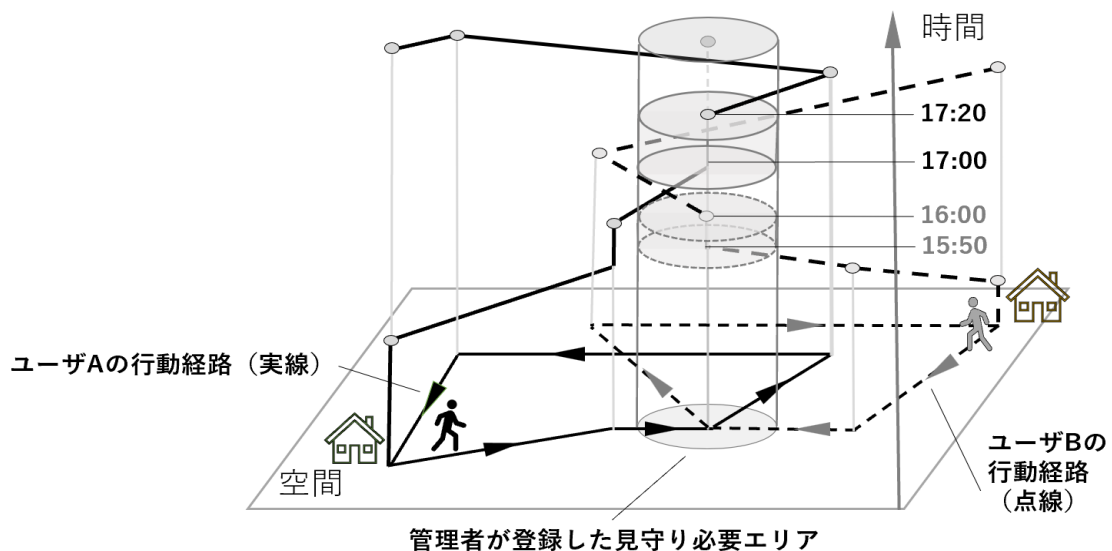 時間
17:20
17:00
16:00
15:50
ユーザAの行動経路（実線）
空間
ユーザBの
行動経路
（点線）
管理者が登録した見守り必要エリア